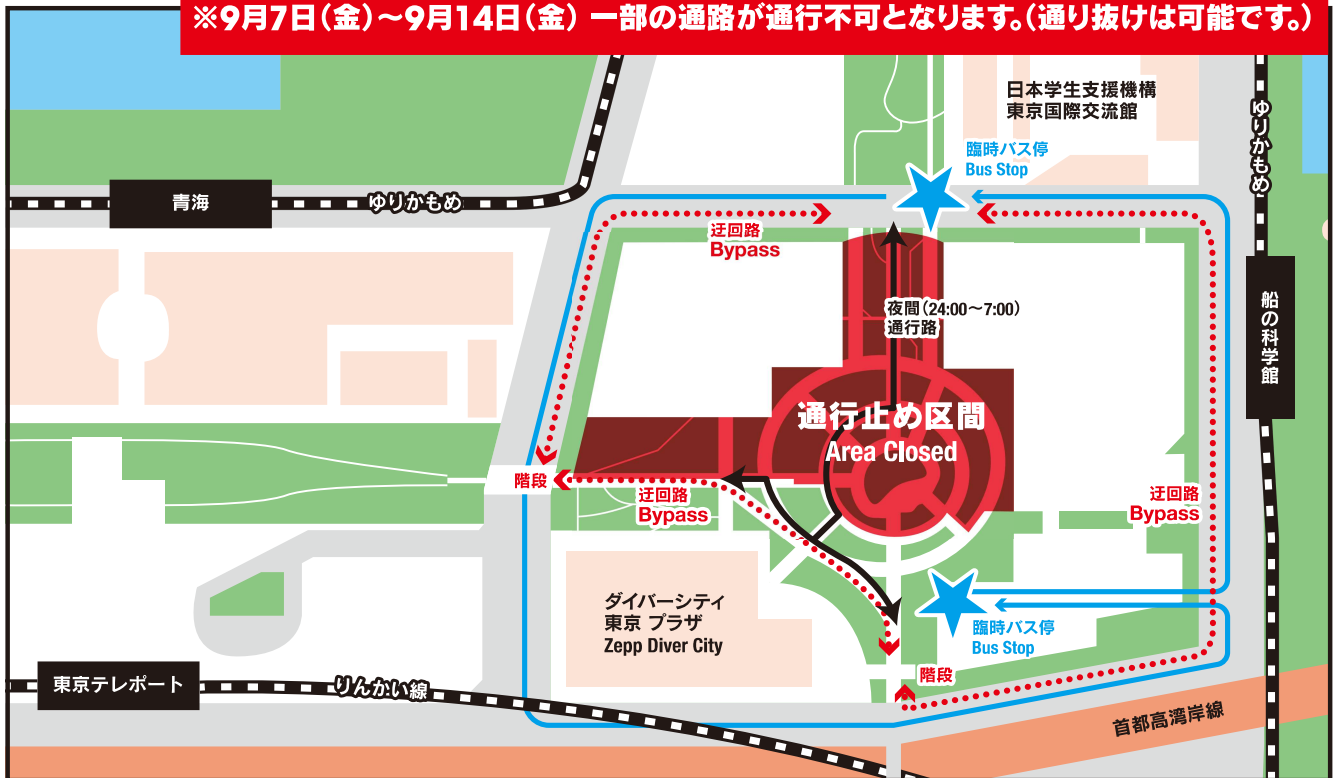 ※9月7日(金)～9月14日(金) 一部の通路が通行不可となります。(通り抜けは可能です。)
日本学生支援機構
東京国際交流館
ゆりかもめ
臨時バス停
Bus Stop
青海
ゆりかもめ
迂回路
Bypass
夜間(24:00～7:00)
通行路
船の科学館
通行止め区間
Area Closed
階段
迂回路
Bypass
迂回路
Bypass
ダイバーシティ
東京 プラザ
Zepp Diver City
臨時バス停
Bus Stop
階段
東京テレポート
りんかい線
首都高湾岸線